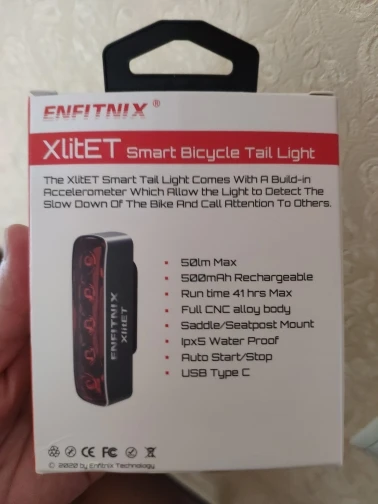 ENFITNIX ®
XlitET Smart Bicycle Tail Light
The XlitET Smart Tail Light Comes With A Build-in
Accelerometer Which Allow the Light to Detect The
Slow Down Of The Bike And Call Attention To Others.
ENFITNIX
XlitET
• 50lm Max
• 500mAh Rechargeable
• Run time 41 hrs Max
• Full CNC alloy body
• Saddle/Seatpost Mount
• Ipx5 Water Proof
• Auto Start/Stop
• USB Type C
CE FC
© 2020 by Enfitnix Technology